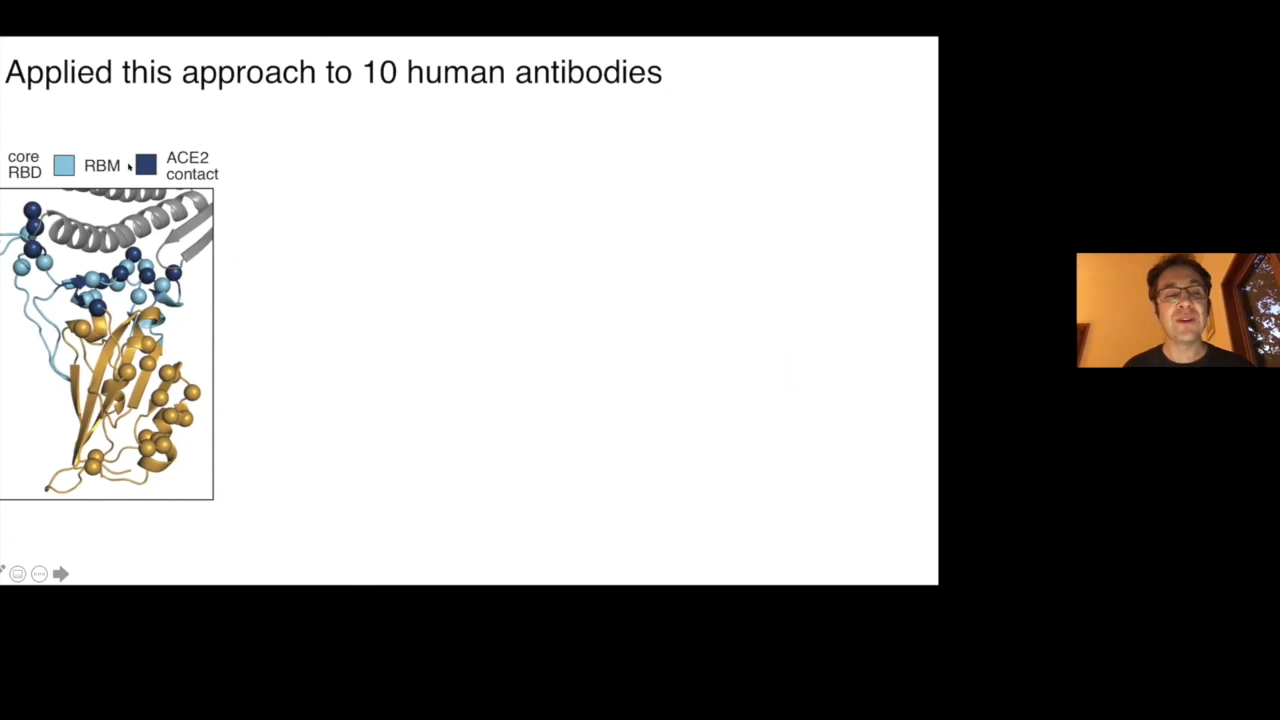 Applied this approach to 10 human antibodies
core
RBD
RBM
ACE2
contact